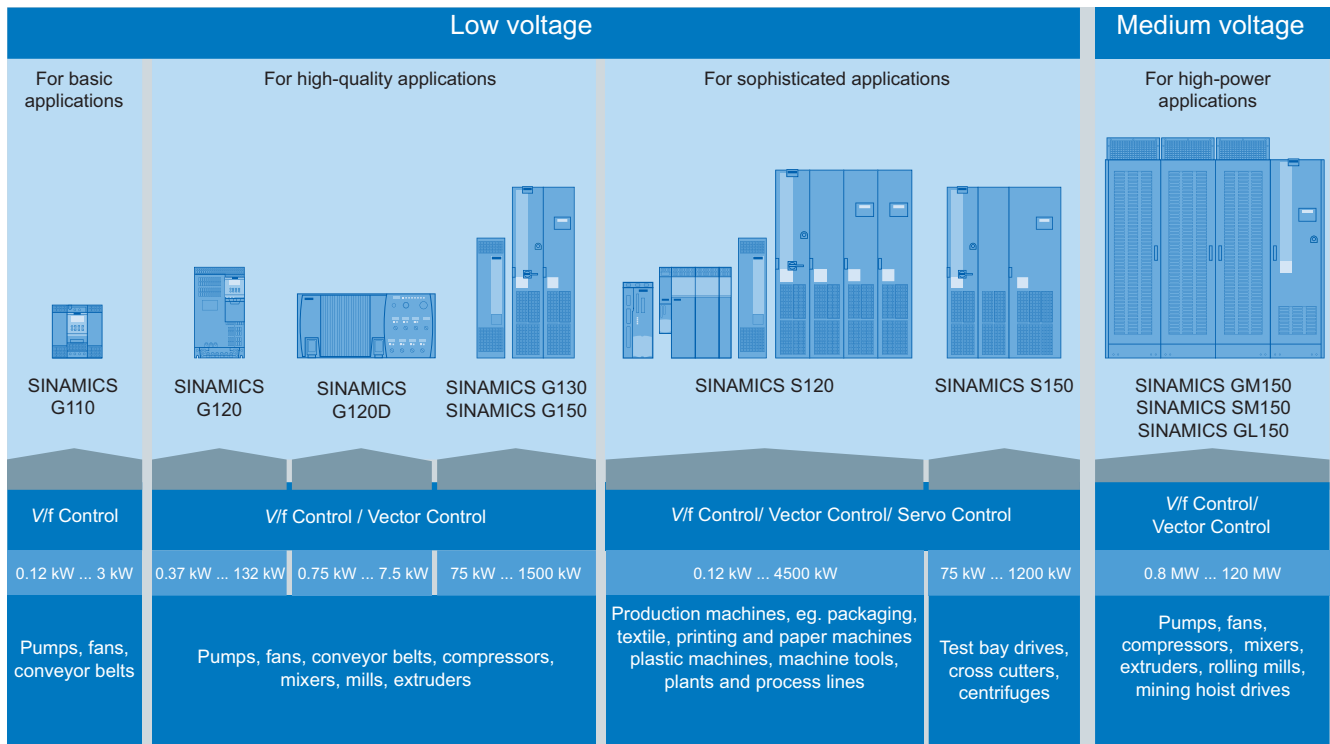 Low voltage
Medium voltage
For basic
applications
For high-quality applications
For sophisticated applications
For high-power
applications
SINAMICS
G110
SINAMICS
G120
SINAMICS
G120D
SINAMICS G130
SINAMICS G150
SINAMICS S120
SINAMICS S150
SINAMICS GM150
SINAMICS SM150
SINAMICS GL150
V/f Control
V/f Control / Vector Control
V/f Control/ Vector Control/ Servo Control
V/f Control/
Vector Control
0.12 kW ... 3 kW
0.37 kW ... 132 kW
0.75 kW ... 7.5 kW
75 kW ... 1500 kW
0.12 kW ... 4500 kW
75 kW ... 1200 kW
0.8 MW ... 120 MW
Pumps, fans,
conveyor belts
Pumps, fans, conveyor belts, compressors,
mixers, mills, extruders
Production machines, eg. packaging,
textile, printing and paper machines
plastic machines, machine tools,
plants and process lines
Test bay drives,
cross cutters,
centrifuges
Pumps, fans,
compressors, mixers,
extruders, rolling mills,
mining hoist drives